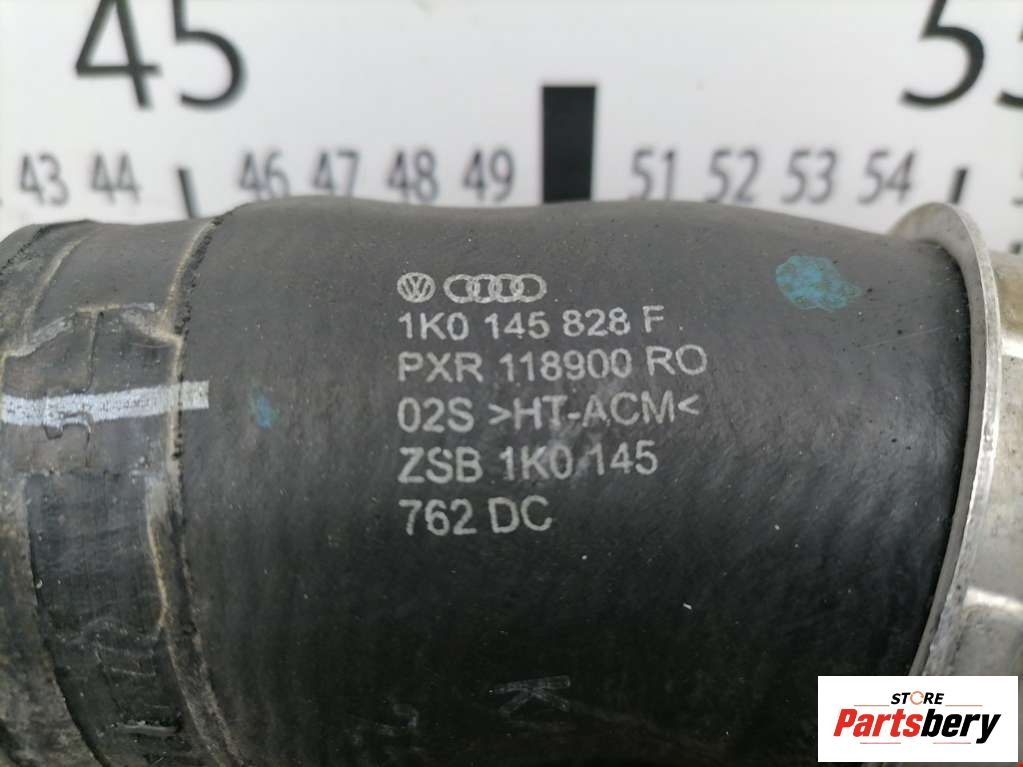 45
55
43 44 46 47 48 49 51 52 53 54
1K0 145 828 F
PXR 118900 RO
02S >HT-ACM<
ZSB 1K0 145
762 DC
K
STORE
Partsbery